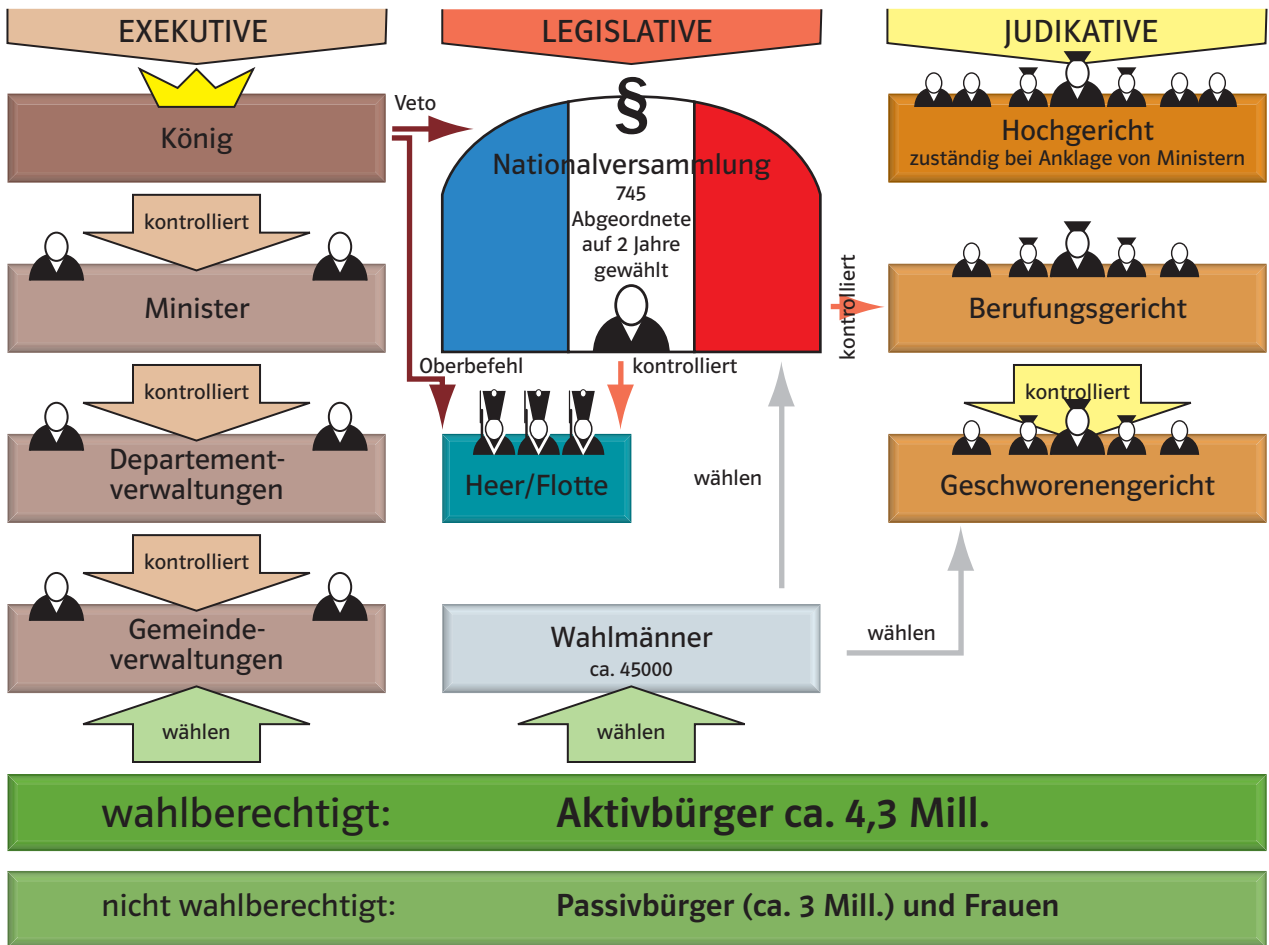 EXEKUTIVE
LEGISLATIVE
JUDIKATIVE
König
Veto
§
Nationalversammlung
745
Abgeordnete
auf 2 Jahre
gewählt
Hochgericht
zuständig bei Anklage von Ministern
kontrolliert
Minister
kontrolliert
Berufungsgericht
Oberbefehl
kontrolliert
kontrolliert
Departement-
verwaltungen
Heer/Flotte
wählen
kontrolliert
Geschworenengericht
kontrolliert
Gemeinde-
verwaltungen
Wahlmänner
ca. 45000
wählen
wählen
wählen
wahlberechtigt: Aktivbürger ca. 4,3 Mill.
nicht wahlberechtigt: Passivbürger (ca. 3 Mill.) und Frauen